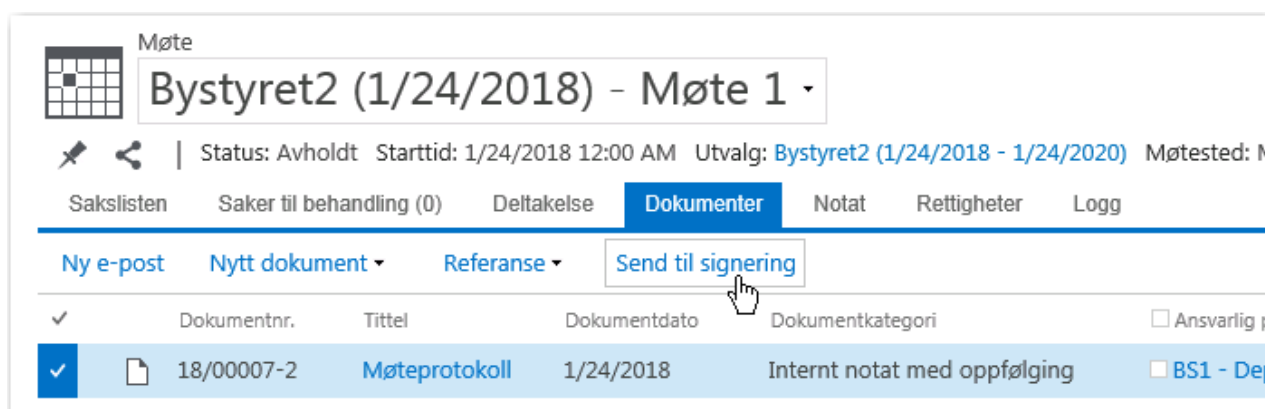 Møte
Bystyret2 (1/24/2018) - Møte 1
Status: Avholdt Starttid: 1/24/2018 12:00 AM Utvalg: Bystyret2 (1/24/2018 - 1/24/2020) Møtested:
Sakslisten Saker til behandling (0) Deltakelse Dokumenter Notat Rettigheter Logg
Ny e-post Nytt dokument Referanse Send til signering
Dokumentnr. Tittel Dokumentdato Dokumentkategori Ansvarlig
18/00007-2 Møteprotokoll 1/24/2018 Internt notat med oppfølging BS1 -